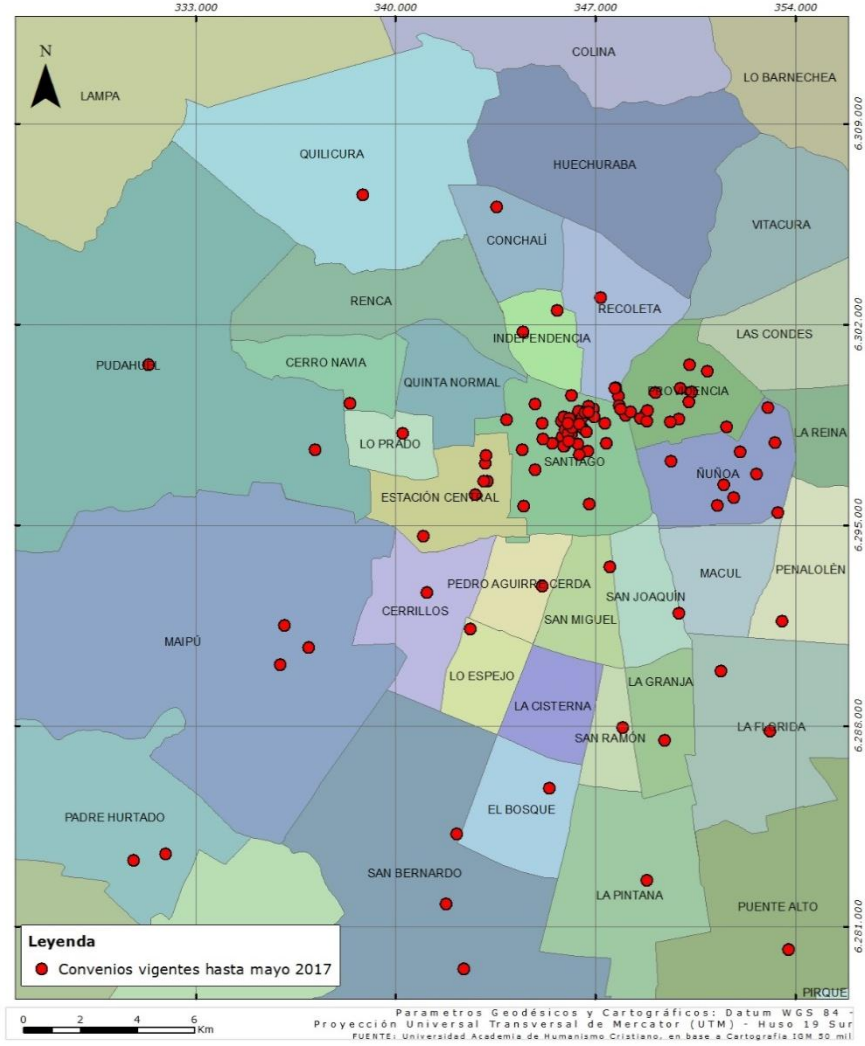 333.000 340.000 347.000 354.000
COLINA
N
LO BARNECHEA
LAMPA
6.309.000
QUILICURA
HUECHURABA
VITACURA
CONCHALÍ
RENCA
RECOLETA
6.302.000
INDEPENDENCIA
LAS CONDES
PUDAHUEL
CERRO NAVIA
QUINTA NORMAL
PROVIDENCIA
LA REINA
LO PRADO
SANTIAGO
ÑUÑOA
ESTACIÓN CENTRAL
6.295.000
PEDRO AGUIRRE CERDA
MACUL
PENALOLÉN
CERRILLOS
SAN JOAQUÍN
SAN MIGUEL
MAIPÚ
LO ESPEJO
LA GRANJA
LA CISTERNA
LA FLORIDA
SAN RAMÓN
6.288.000
EL BOSQUE
PADRE HURTADO
SAN BERNARDO
LA PINTANA
PUENTE ALTO
6.281.000
Leyenda
Convenios vigentes hasta mayo 2017
PIRQUE
0 2 4 6
Km
Parametros Geodésicos y Cartográficos: Datum WGS 84 -
Proyección Universal Transversal de Mercator (UTM) - Huso 19 Sur
FUENTE: Universidad Academia de Humanismo Cristiano, en base a Cartografía IGM 50 mil